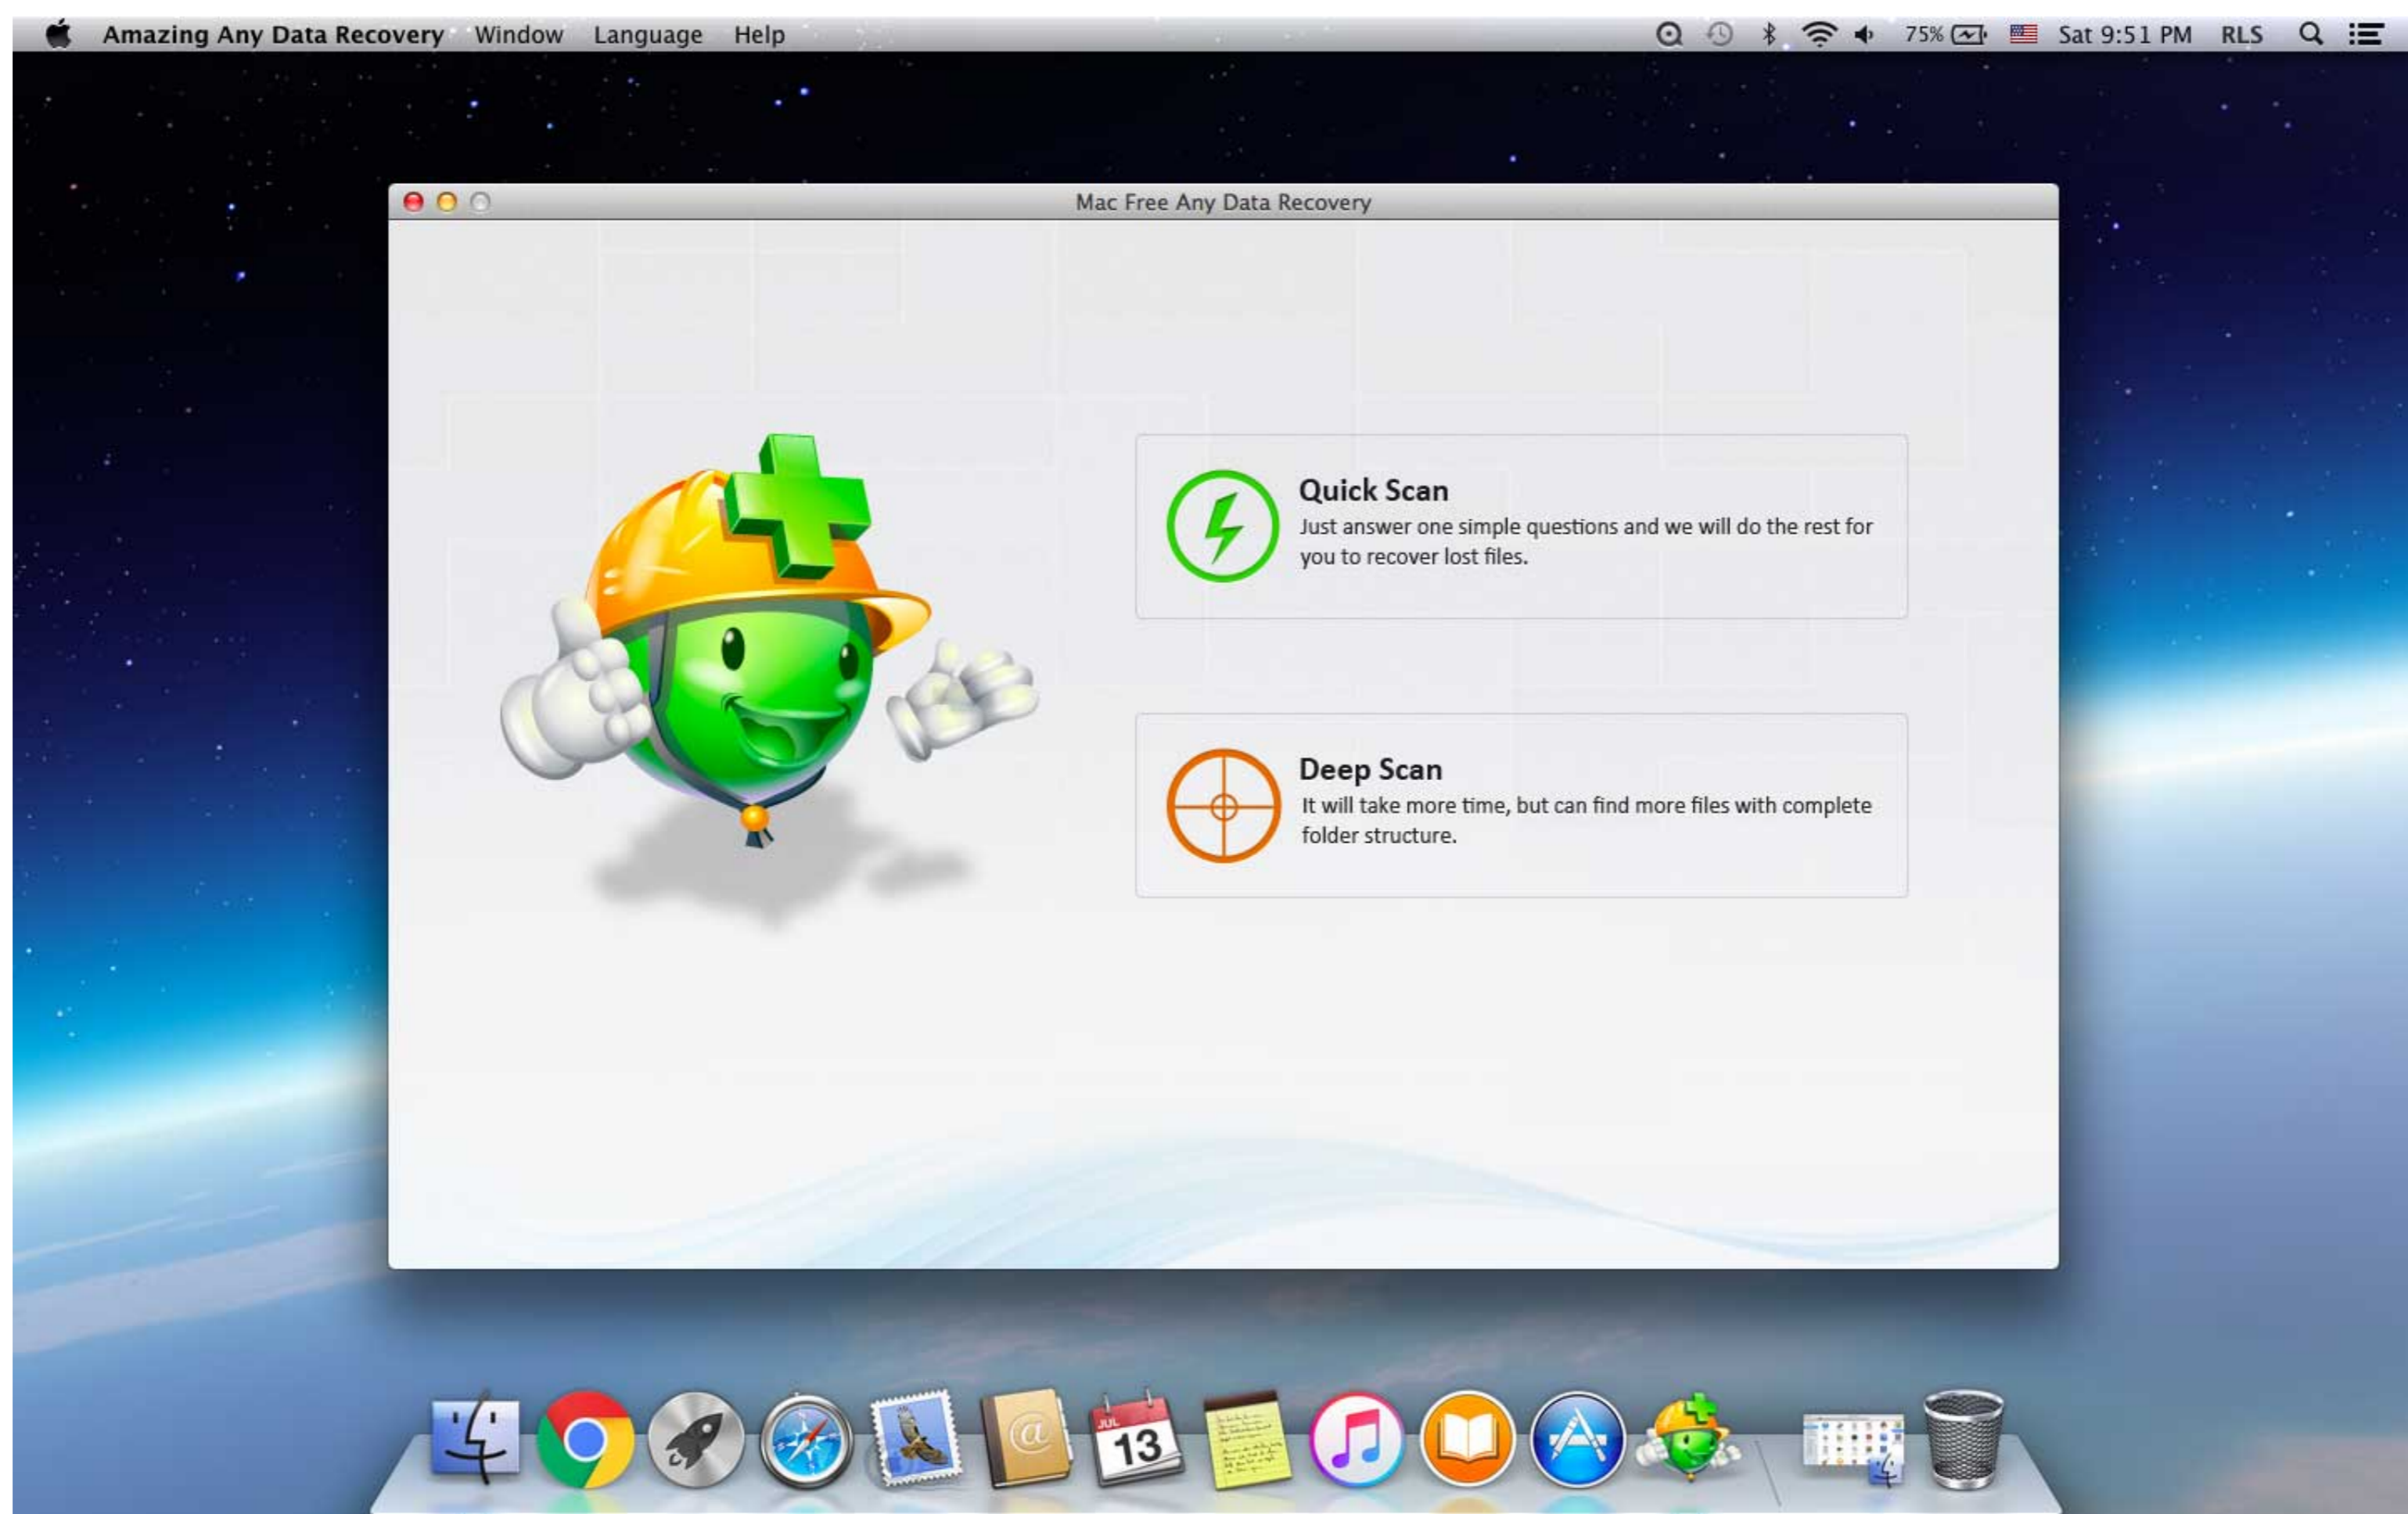 Amazing Any Data Recovery Window Language Help 75% Sat 9:51 PM RLS
Mac Free Any Data Recovery
Quick Scan
Just answer one simple questions and we will do the rest for
you to recover lost files.
Deep Scan
It will take more time, but can find more files with complete
folder structure.
@
JUL
13